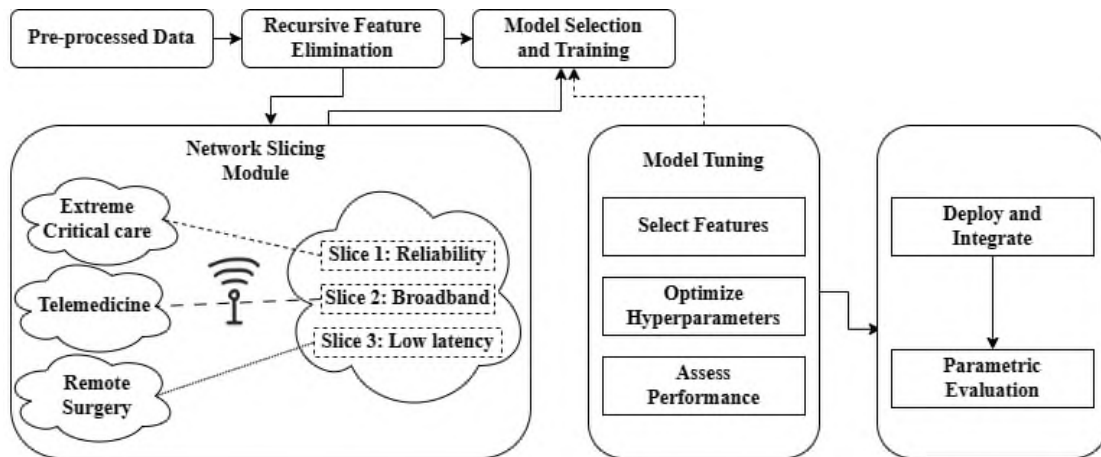 Pre-processed Data
Recursive Feature
Elimination
Model Selection
and Training
Network Slicing
Module
Extreme
Critical care
Telemedicine
Remote
Surgery
Slice 1: Reliability
Slice 2: Broadband
Slice 3: Low latency
Model Tuning
Select Features
Optimize
Hyperparameters
Assess
Performance
Deploy and
Integrate
Parametric
Evaluation